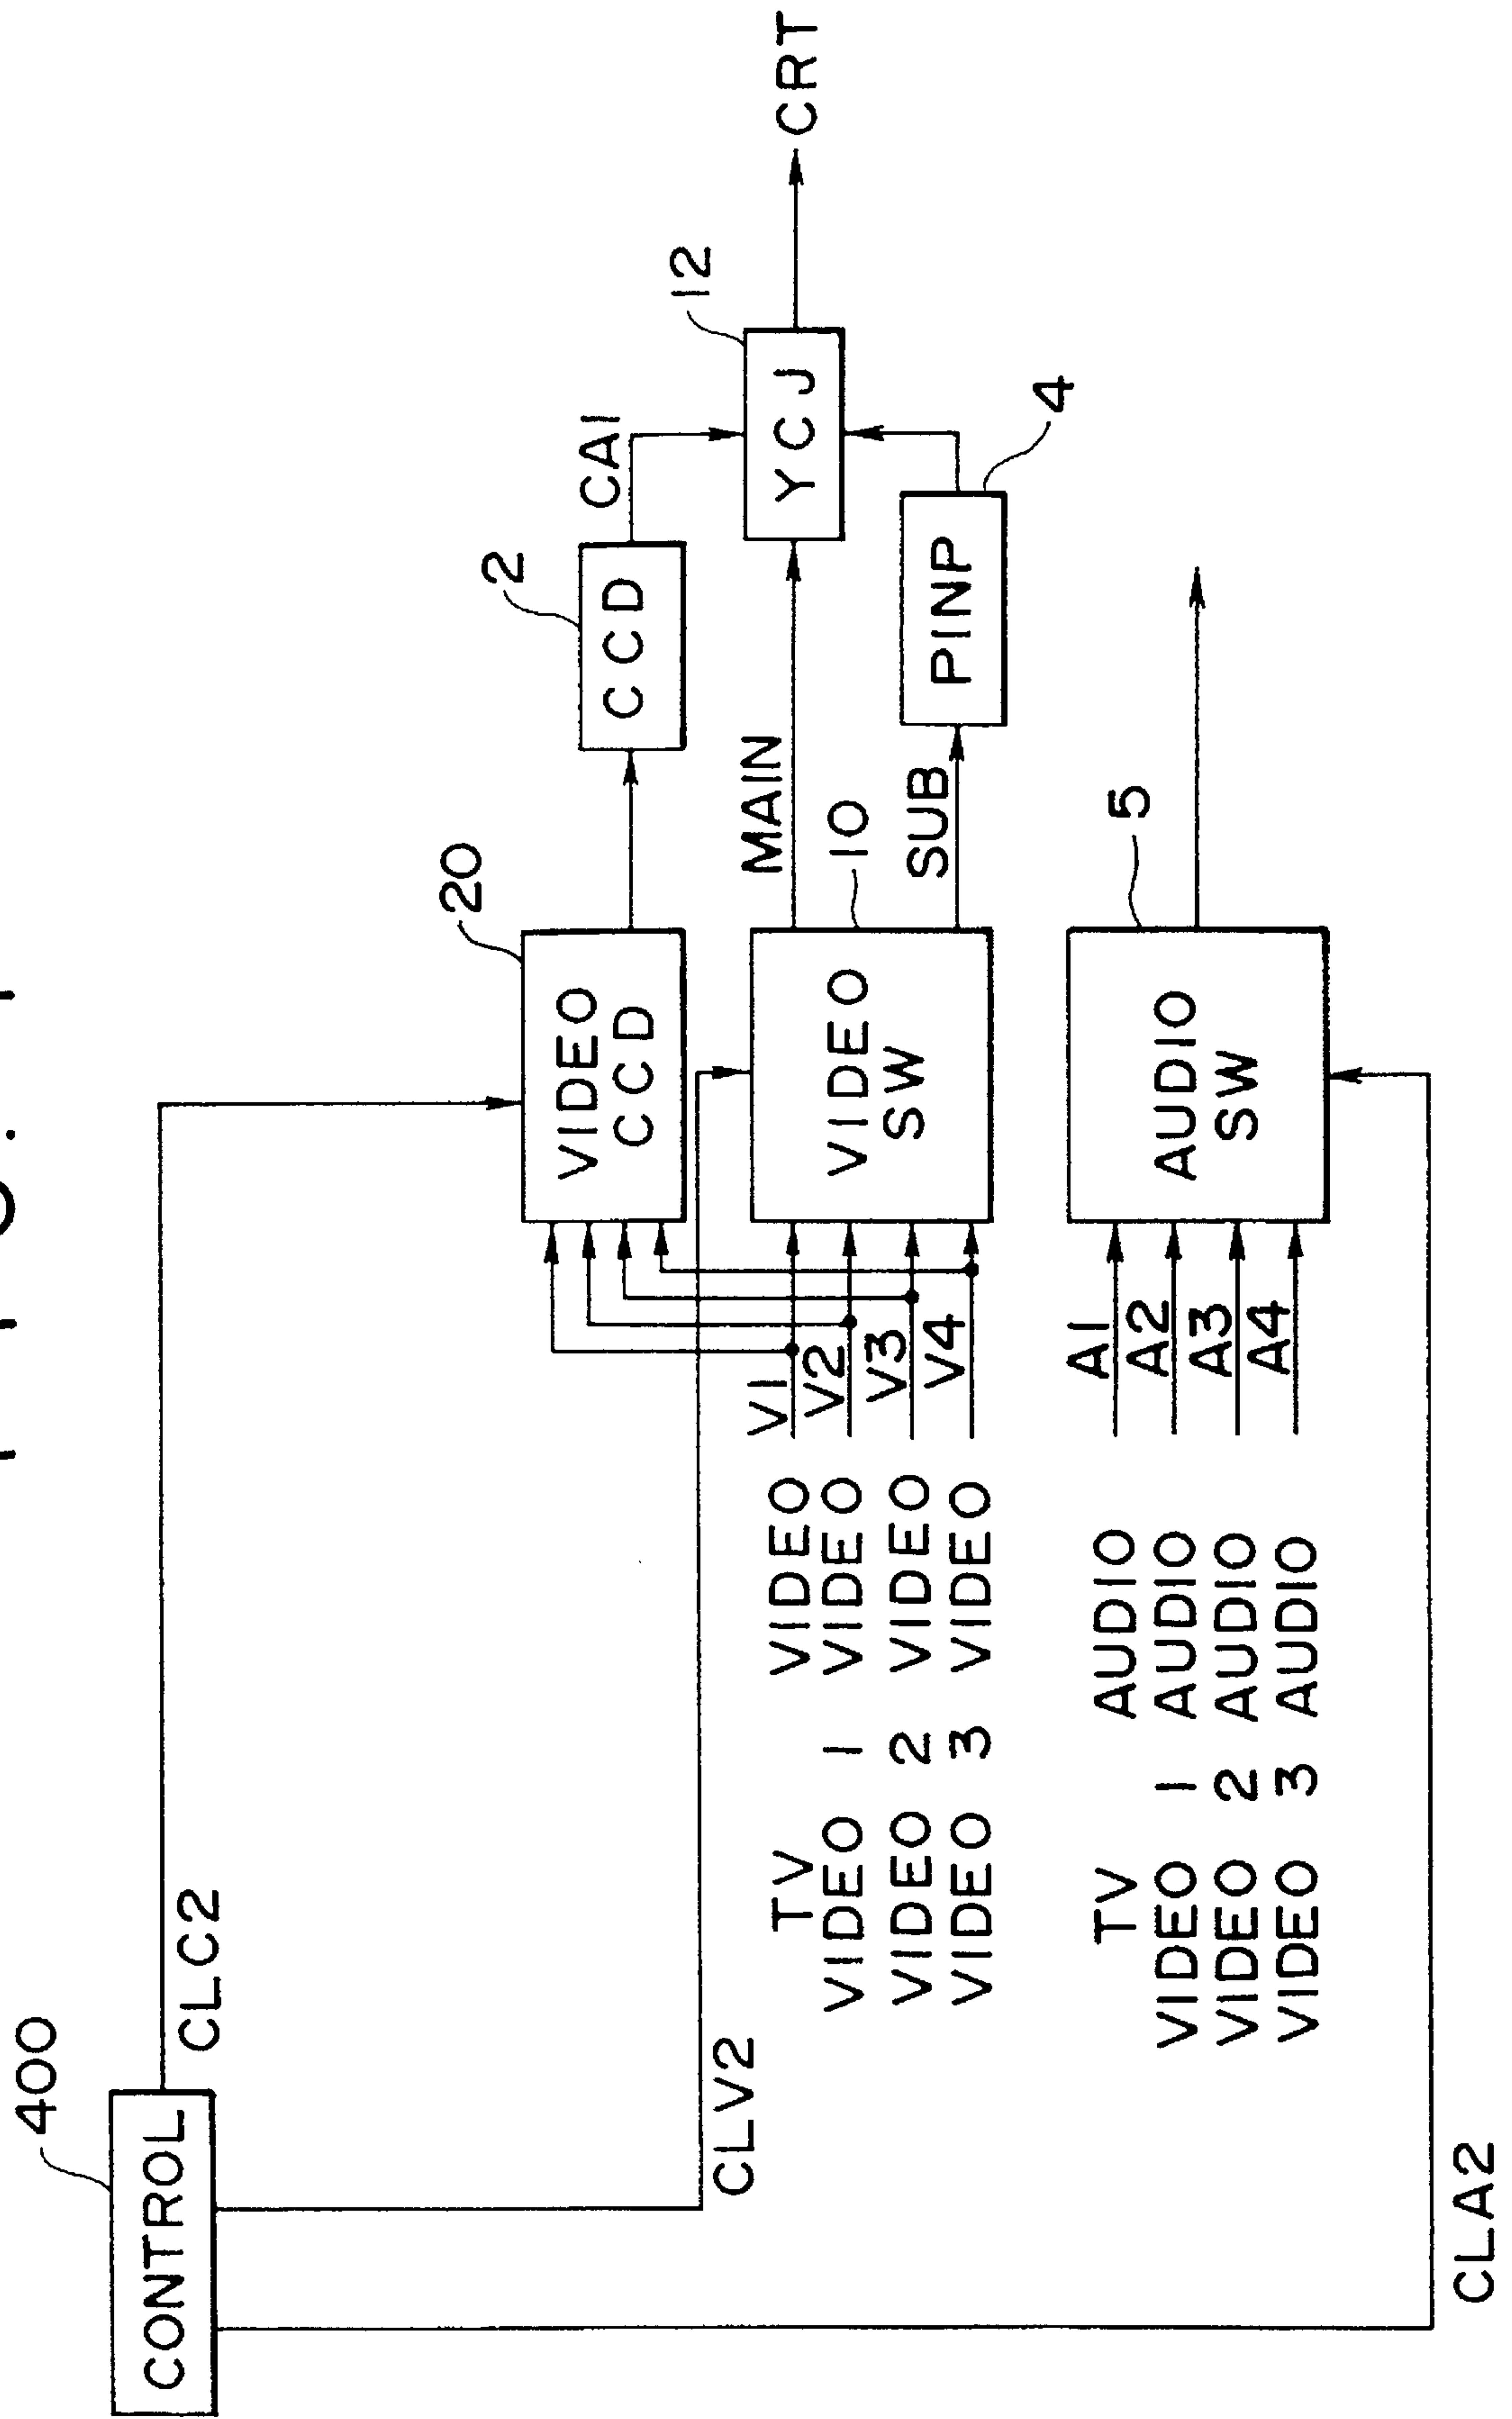 400
CONTROL
CLC2
CLV2
CLA2
20
VIDEO
CCD
2
CCD
CA1
12
YCJ
CRT
MAIN
10
VIDEO
SW
SUB
PINP
4
TV VIDEO
VIDEO 1 VIDEO
VIDEO 2 VIDEO
VIDEO 3 VIDEO
V1
V2
V3
V4
5
AUDIO
SW
TV AUDIO
VIDEO 1 AUDIO
VIDEO 2 AUDIO
VIDEO 3 AUDIO
A1
A2
A3
A4